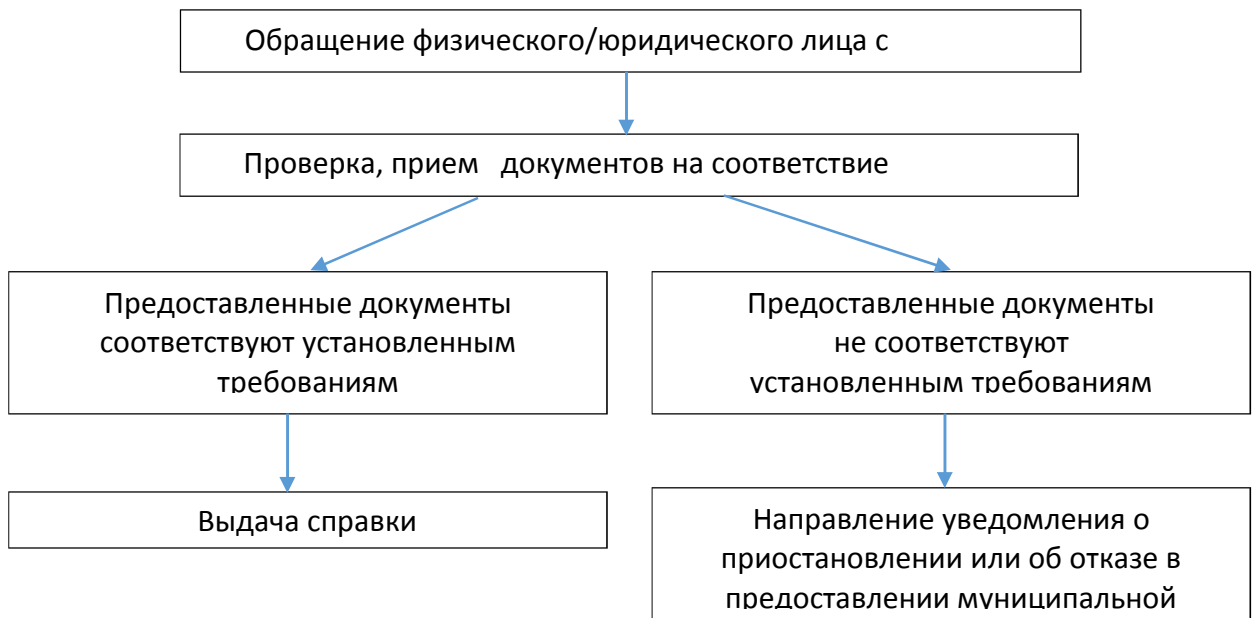 Обращение физического/юридического лица с
Проверка, прием документов на соответствие
Предоставленные документы
соответствуют установленным
требованиям
Предоставленные документы
не соответствуют
установленным требованиям
Выдача справки
Направление уведомления о
приостановлении или об отказе в
предоставлении муниципальной